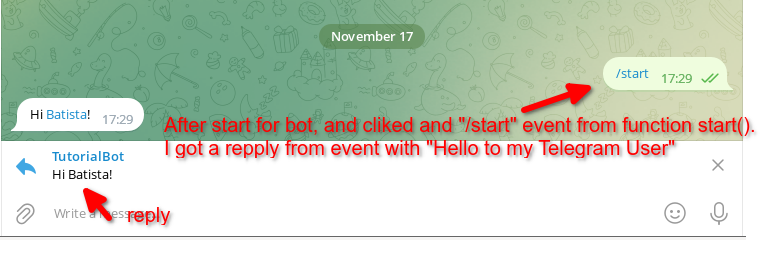 November 17
/start 17:29
Hi Batista! 17:29
After start for bot, and cliked and "/start" event from function start().
I got a repply from event with "Hello to my Telegram User"
TutorialBot
Hi Batista!
Write a message...
reply